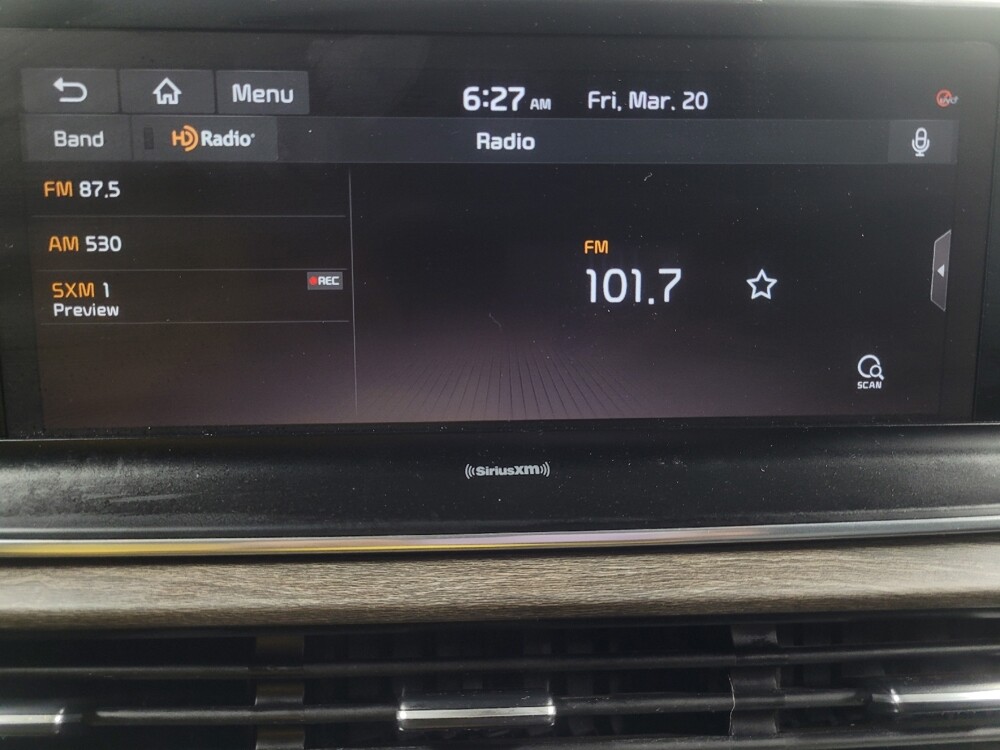 Menu
6:27 AM
Fri, Mar. 20
Band
HD Radio
Radio
FM 87.5
AM 530
SXM 1
REC
Preview
FM
101.7
SCAN
((SiriusXM))